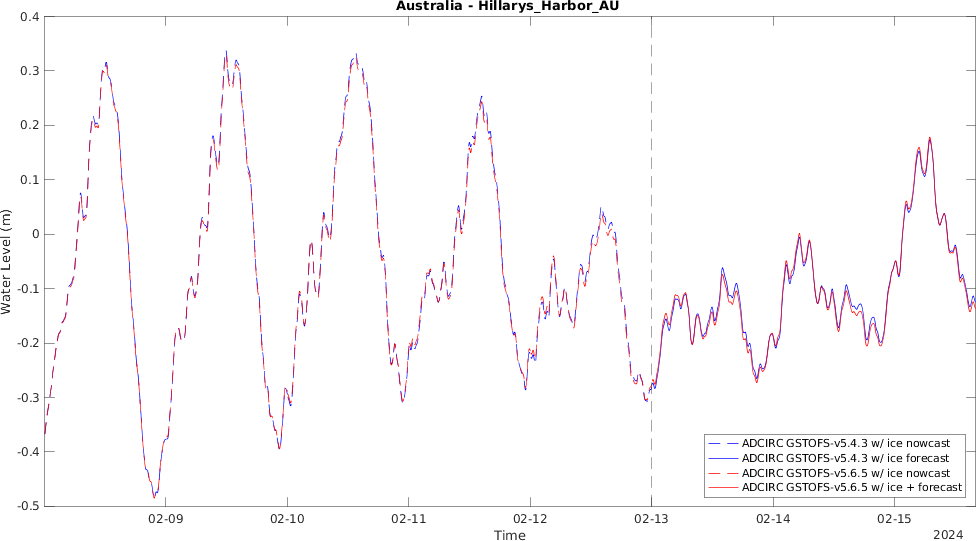 Australia - Hillarys_Harbor_AU
0.4
0.3
0.2
0.1
0
-0.1
-0.2
-0.3
-0.4
-0.5
Water Level (m)
02-09
02-10
02-11
02-12
02-13
02-14
02-15
Time
2024
ADCIRC GSTOFS-v5.4.3 w/ ice nowcast
ADCIRC GSTOFS-v5.4.3 w/ ice forecast
ADCIRC GSTOFS-v5.6.5 w/ ice nowcast
ADCIRC GSTOFS-v5.6.5 w/ ice + forecast